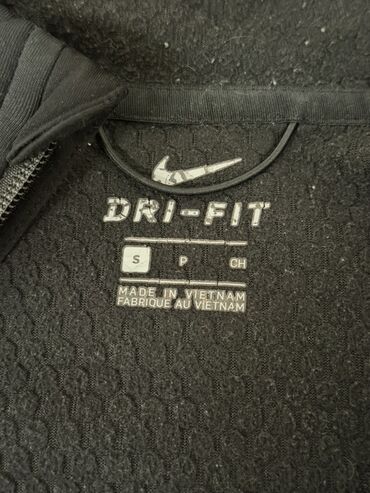 DRI-FIT
S P CH
MADE IN VIETNAM
FABRIQUE AU VIETNAM